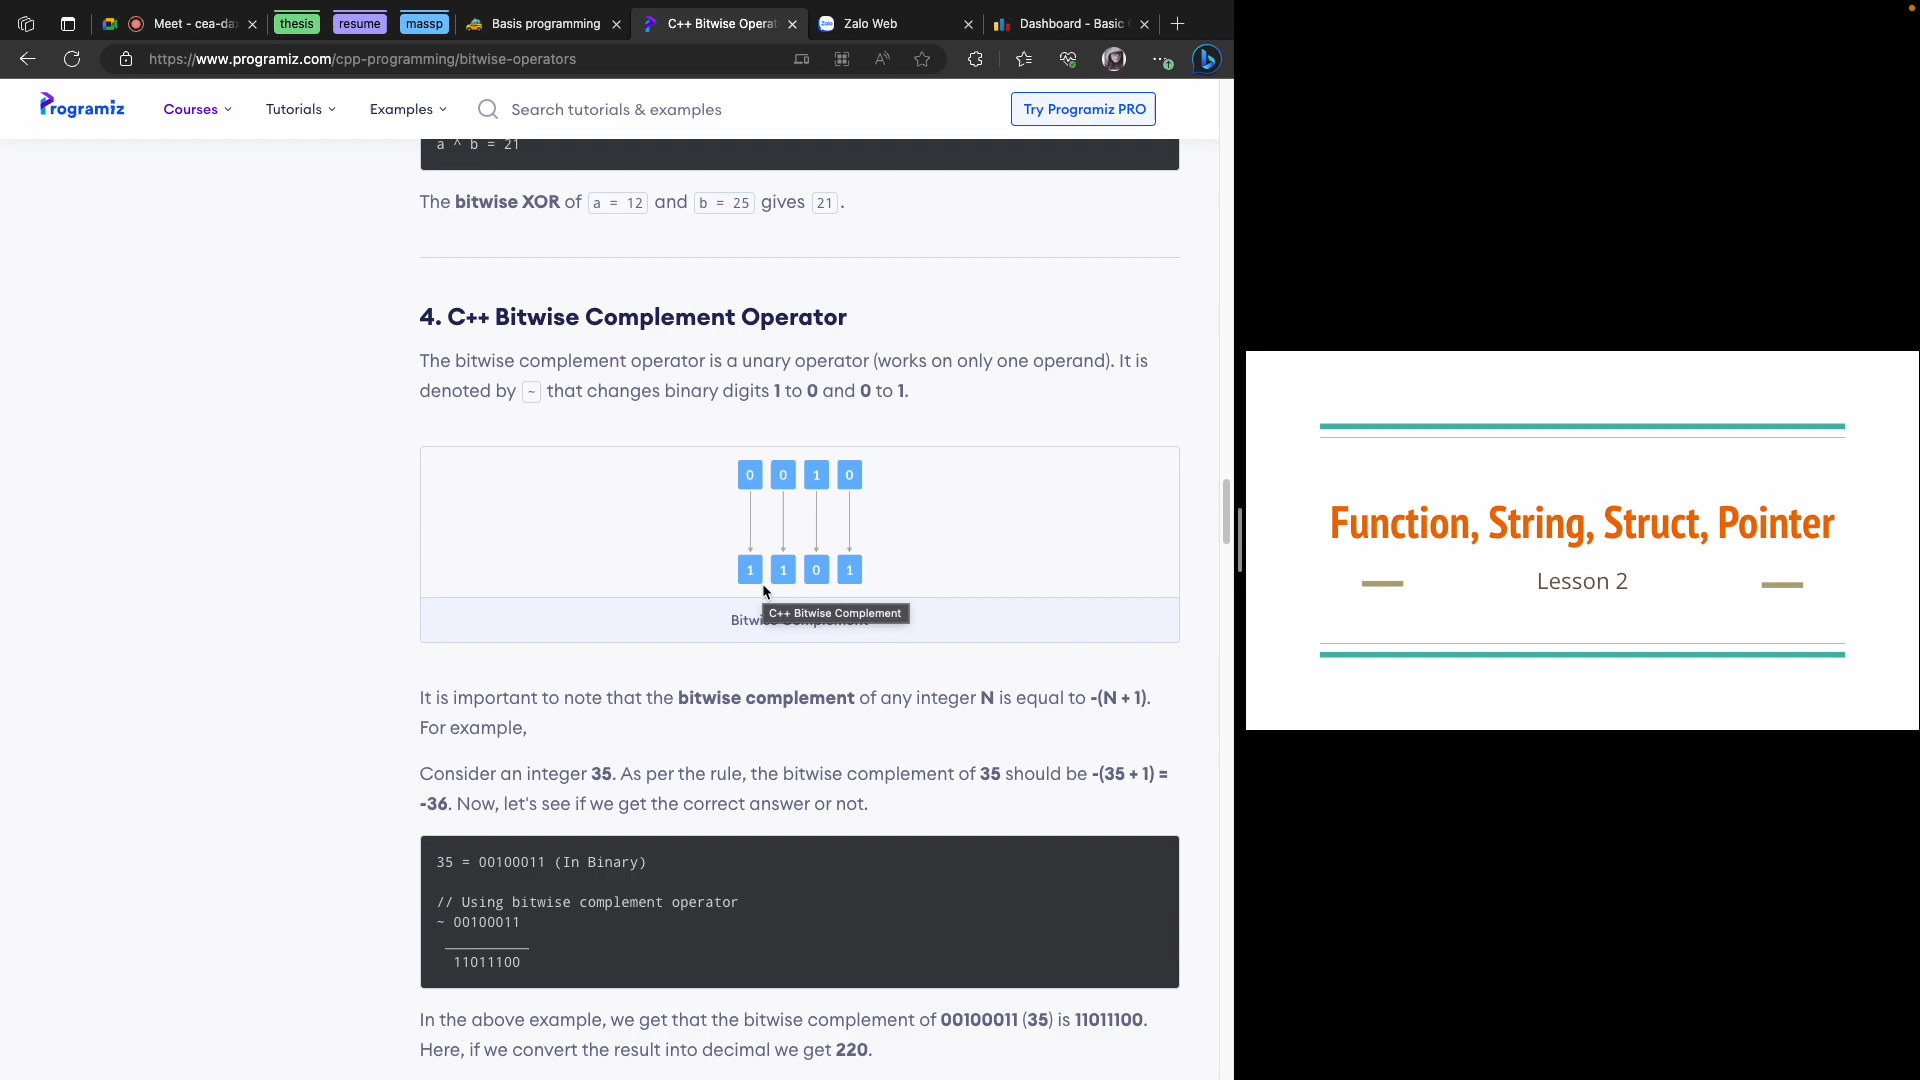 Meet - cea-da
thesis
resume
massp
Basis programming
C++ Bitwise Operat
Zalo Web
Dashboard - Basic
https://www.programiz.com/cpp-programming/bitwise-operators
Programiz
Courses
Tutorials
Examples
Search tutorials & examples
Try Programiz PRO
a ^ b = 21
The bitwise XOR of a = 12 and b = 25 gives 21 .
4. C++ Bitwise Complement Operator
The bitwise complement operator is a unary operator (works on only one operand). It is
denoted by ~ that changes binary digits 1 to 0 and 0 to 1.
0 0 1 0
1 1 0 1
C++ Bitwise Complement
It is important to note that the bitwise complement of any integer N is equal to -(N + 1).
For example,
Consider an integer 35. As per the rule, the bitwise complement of 35 should be -(35 + 1) =
-36. Now, let's see if we get the correct answer or not.
35 = 00100011 (In Binary)
// Using bitwise complement operator
~ 00100011
11011100
In the above example, we get that the bitwise complement of 00100011 (35) is 11011100.
Here, if we convert the result into decimal we get 220.
Function, String, Struct, Pointer
Lesson 2